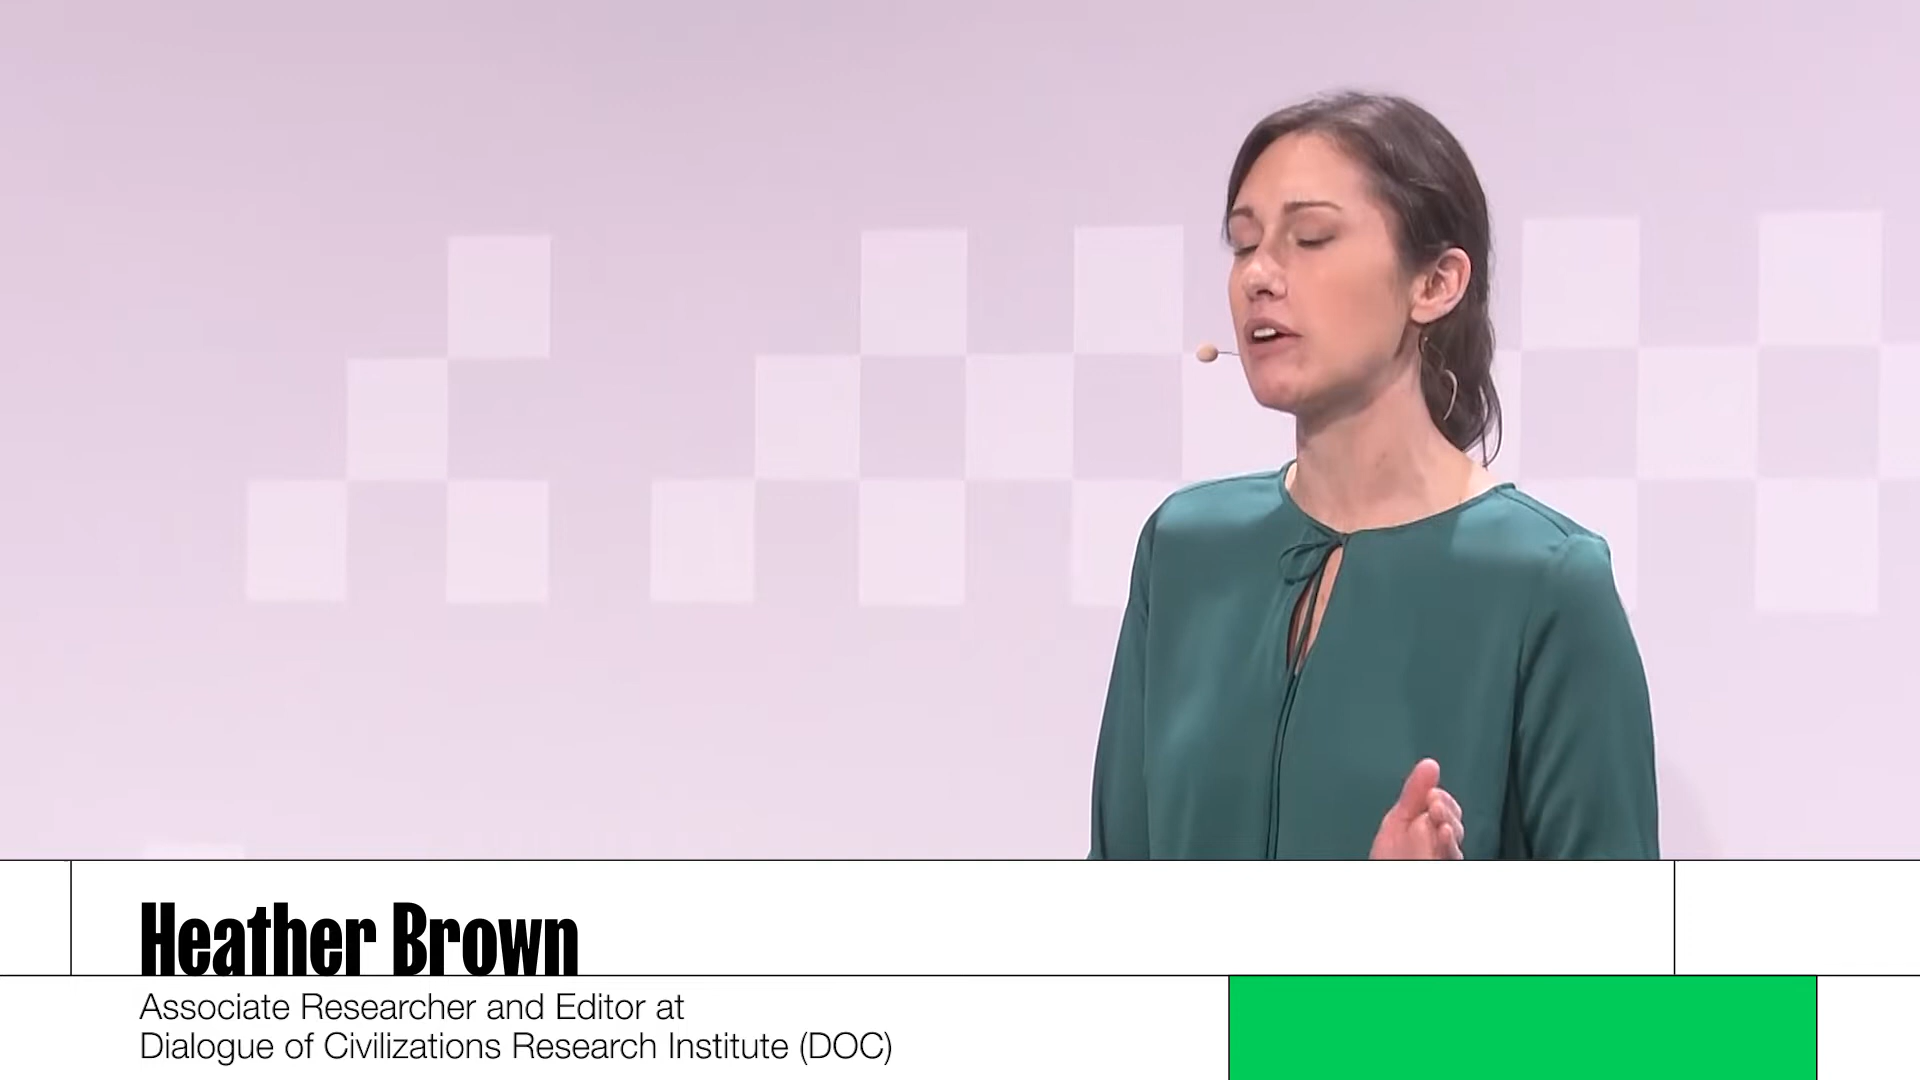 Heather Brown
Associate Researcher and Editor at
Dialogue of Civilizations Research Institute (DOC)